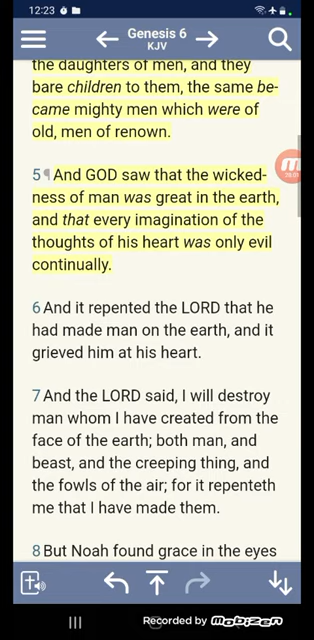 12:23
Genesis 6
KJV
the daughters of men, and they
bare children to them, the same be-
came mighty men which were of
old, men of renown.
5 ¶ And GOD saw that the wicked-
ness of man was great in the earth,
and that every imagination of the
thoughts of his heart was only evil
continually.
6 And it repented the LORD that he
had made man on the earth, and it
grieved him at his heart.
7 And the LORD said, I will destroy
man whom I have created from the
face of the earth; both man, and
beast, and the creeping thing, and
the fowls of the air; for it repenteth
me that I have made them.
8 But Noah found grace in the eyes
Recorded by mobizen